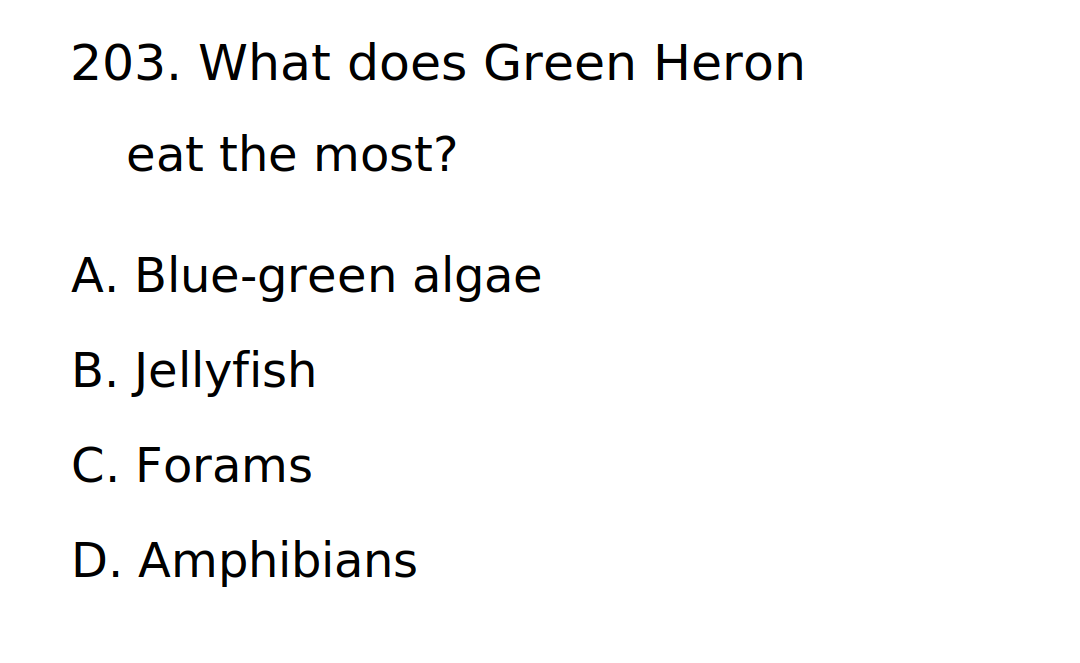 203. What does Green Heron
eat the most?
A. Blue-green algae
B. Jellyfish
C. Forams
D. Amphibians